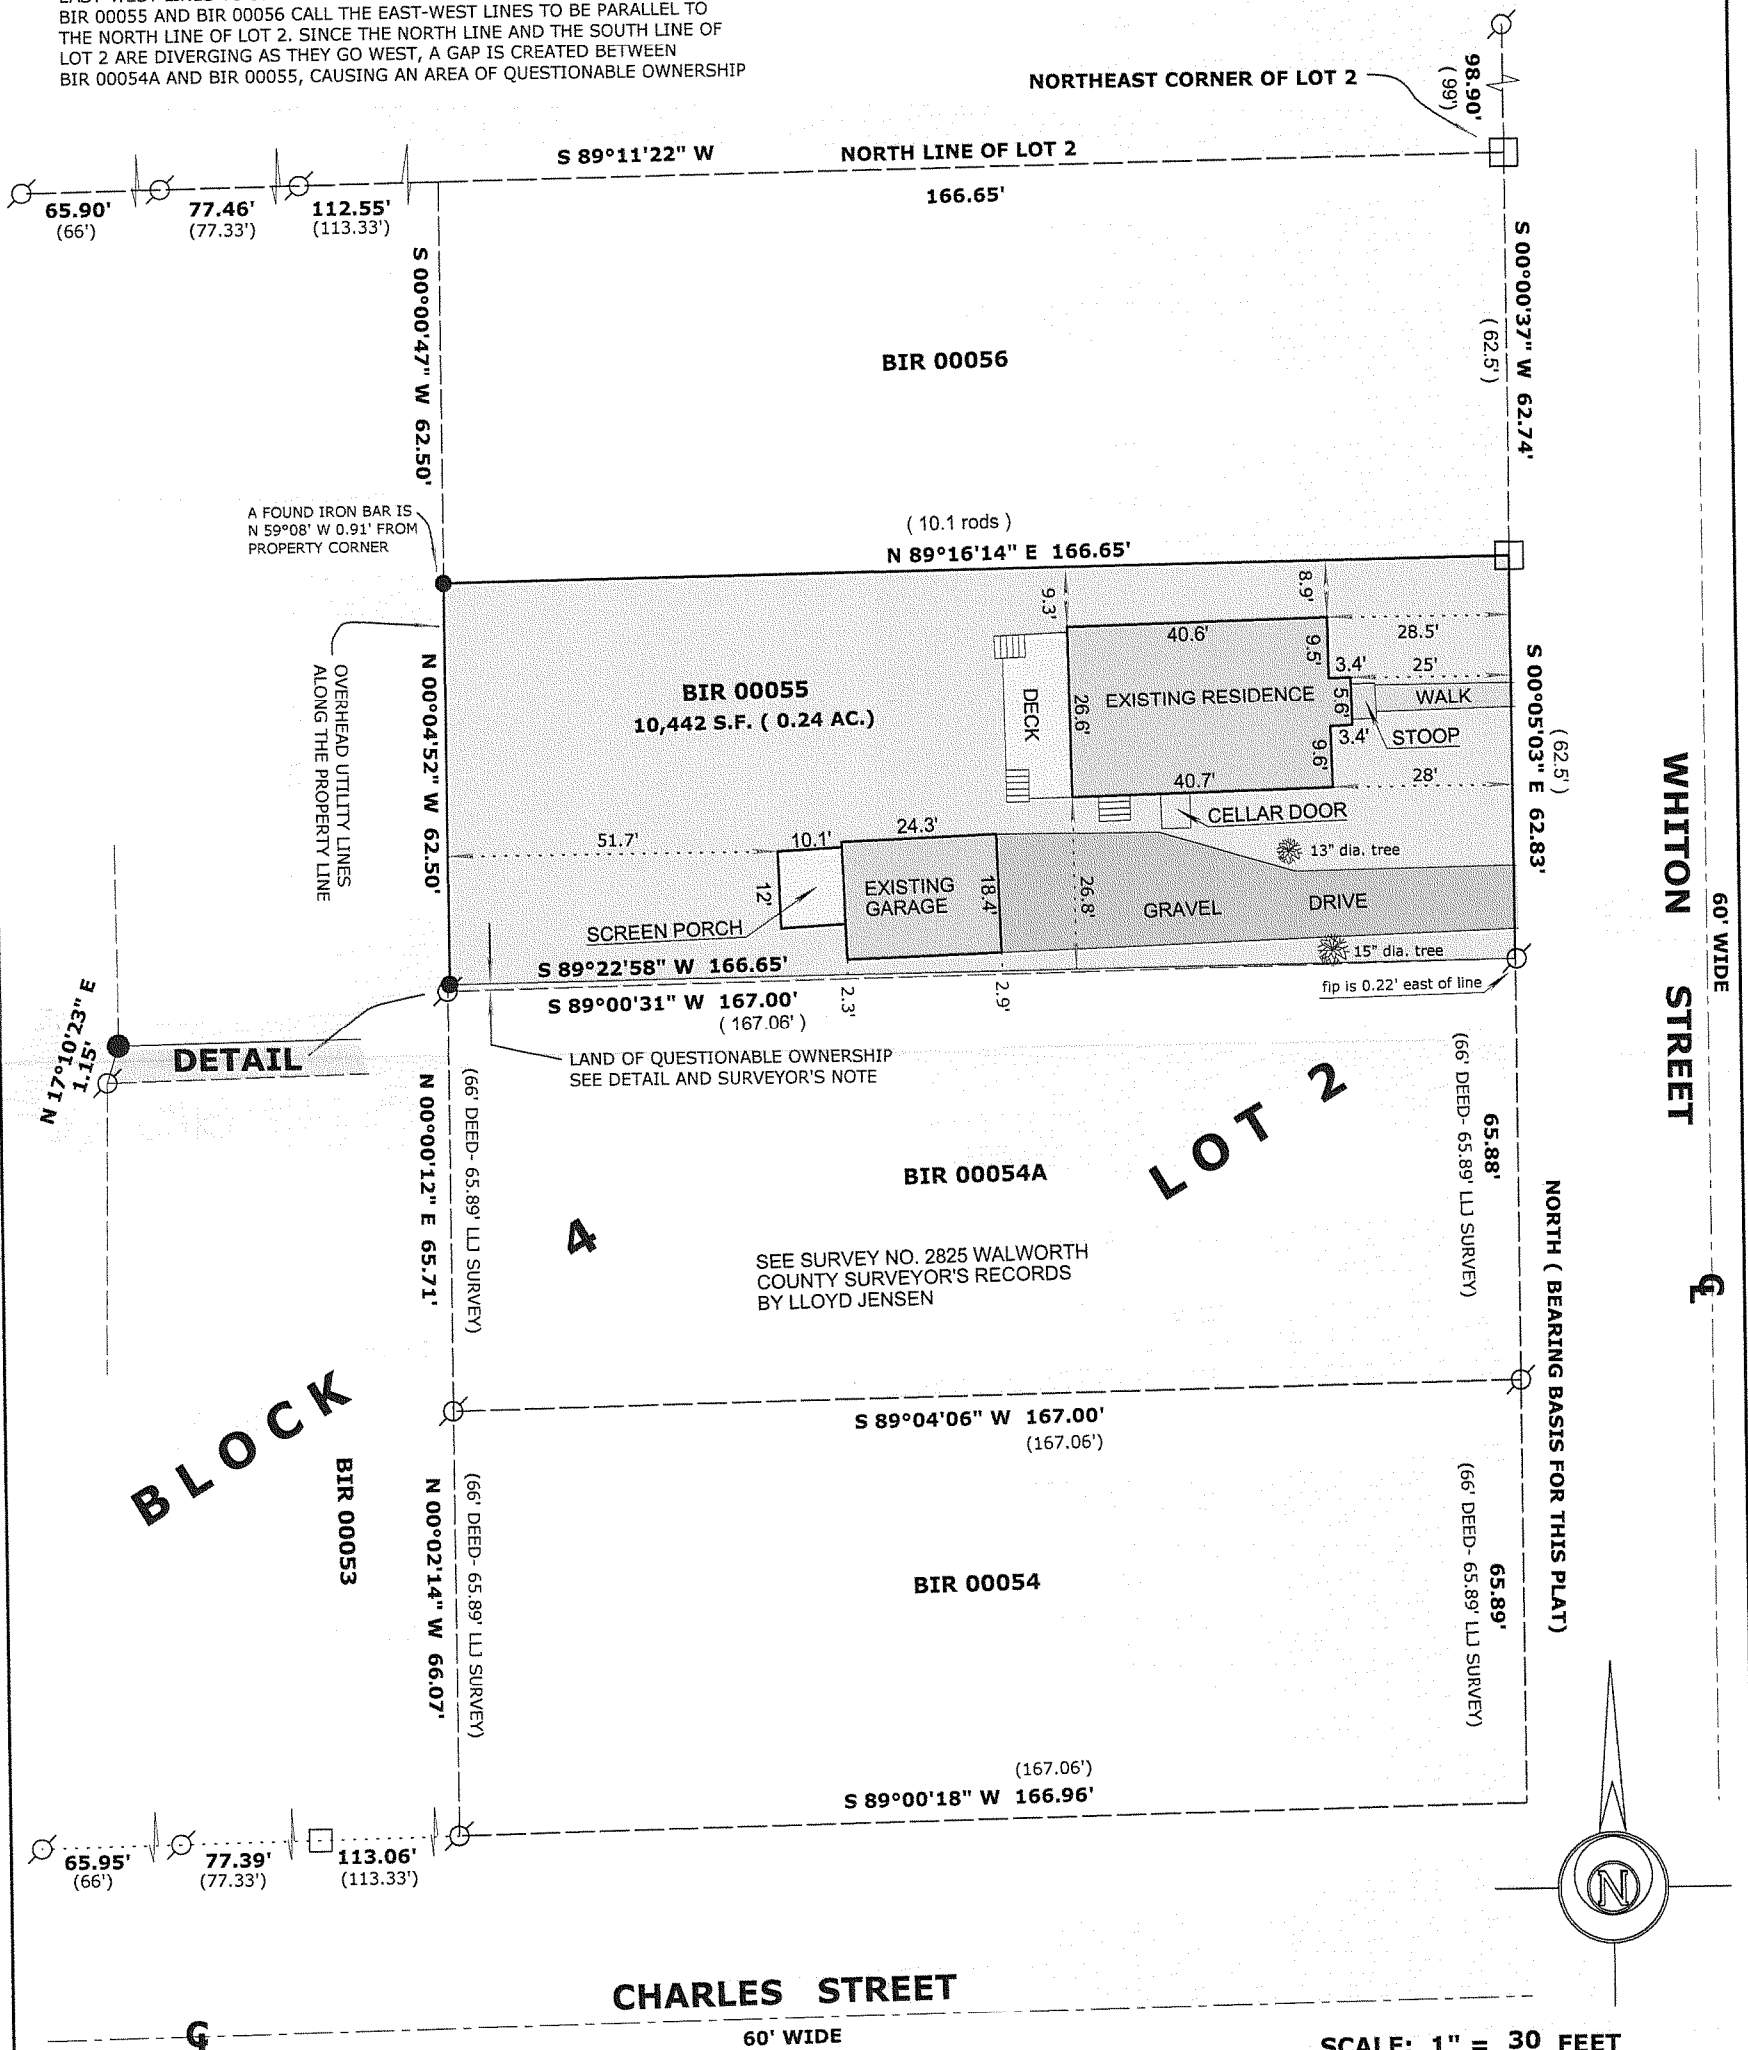 BIR 00055 AND BIR 00056 CALL THE EAST-WEST LINES TO BE PARALLEL TO
THE NORTH LINE OF LOT 2. SINCE THE NORTH LINE AND THE SOUTH LINE OF
LOT 2 ARE DIVERGING AS THEY GO WEST, A GAP IS CREATED BETWEEN
BIR 00054A AND BIR 00055, CAUSING AN AREA OF QUESTIONABLE OWNERSHIP
NORTHEAST CORNER OF LOT 2
98.90'
( 99')
S 89°11'22" W
NORTH LINE OF LOT 2
166.65'
65.90'
(66')
77.46'
(77.33')
112.55'
(113.33')
S 00°00'47" W 62.50'
S 00°00'37" W 62.74'
( 62.5' )
BIR 00056
A FOUND IRON BAR IS
N 59°08' W 0.91' FROM
PROPERTY CORNER
( 10.1 rods )
N 89°16'14" E 166.65'
9.3'
8.9'
40.6'
9.5'
28.5'
3.4'
25'
OVERHEAD UTILITY LINES
ALONG THE PROPERTY LINE
N 00°04'52" W 62.50'
BIR 00055
10,442 S.F. ( 0.24 AC.)
DECK
26.6'
EXISTING RESIDENCE
5.6'
WALK
3.4'
STOOP
9.6'
40.7'
28'
S 00°05'03" E 62.83'
( 62.5' )
CELLAR DOOR
13" dia. tree
51.7'
10.1'
24.3'
12'
EXISTING
GARAGE
18.4'
26.8'
GRAVEL
DRIVE
SCREEN PORCH
15" dia. tree
fip is 0.22' east of line
S 89°22'58" W 166.65'
S 89°00'31" W 167.00'
( 167.06' )
2.3'
2.9'
WHITON STREET
60' WIDE
N 17°10'23" E
1.15'
DETAIL
LAND OF QUESTIONABLE OWNERSHIP
SEE DETAIL AND SURVEYOR'S NOTE
N 00°00'12" E 65.71'
(66' DEED- 65.89' LLJ SURVEY)
LOT 2
65.88'
(66' DEED- 65.89' LLJ SURVEY)
BIR 00054A
4
SEE SURVEY NO. 2825 WALWORTH
COUNTY SURVEYOR'S RECORDS
BY LLOYD JENSEN
NORTH ( BEARING BASIS FOR THIS PLAT)
CL
BLOCK
S 89°04'06" W 167.00'
(167.06')
BIR 00053
N 00°02'14" W 66.07'
(66' DEED- 65.89' LLJ SURVEY)
BIR 00054
65.89'
(66' DEED- 65.89' LLJ SURVEY)
(167.06')
S 89°00'18" W 166.96'
65.95'
(66')
77.39'
(77.33')
113.06'
(113.33')
N
CHARLES STREET
CL
60' WIDE
SCALE: 1" = 30 FEET